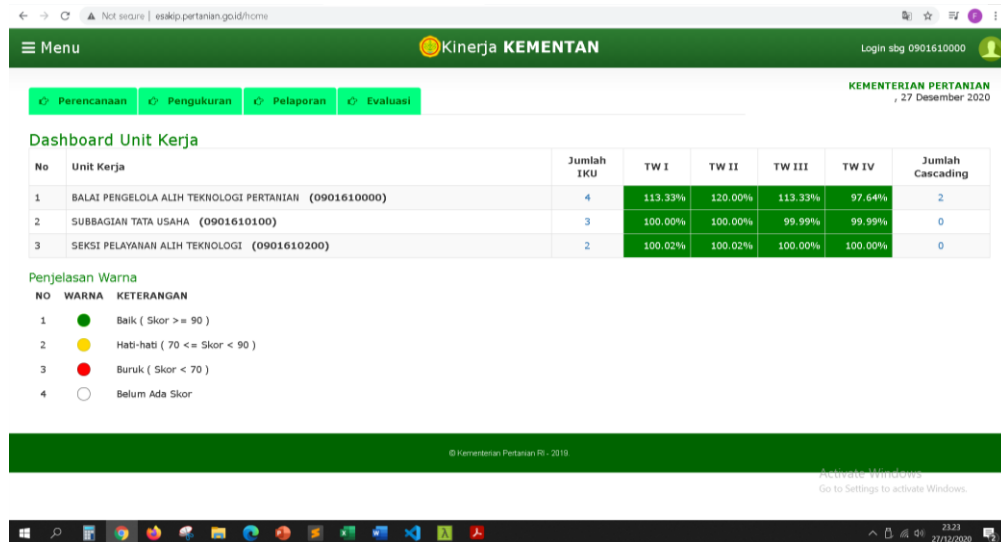 Not secure | esakip.pertanian.go.id/home
Menu
Kinerja KEMENTAN
Login sbg 0901610000
Perencanaan Pengukuran Pelaporan Evaluasi
KEMENTERIAN PERTANIAN
, 27 Desember 2020
Dashboard Unit Kerja
No Unit Kerja Jumlah IKU TW I TW II TW III TW IV Jumlah Cascading
1 BALAI PENGELOLA ALIH TEKNOLOGI PERTANIAN (0901610000) 4 113.33% 120.00% 113.33% 97.64% 2
2 SUBBAGIAN TATA USAHA (0901610100) 3 100.00% 100.00% 99.99% 99.99% 0
3 SEKSI PELAYANAN ALIH TEKNOLOGI (0901610200) 2 100.02% 100.02% 100.00% 100.00% 0
Penjelasan Warna
NO WARNA KETERANGAN
1 Baik ( Skor >= 90 )
2 Hati-hati ( 70 <= Skor < 90 )
3 Buruk ( Skor < 70 )
4 Belum Ada Skor
© Kementerian Pertanian RI - 2019.
Activate Windows
Go to Settings to activate Windows.
23.23
27/12/2020